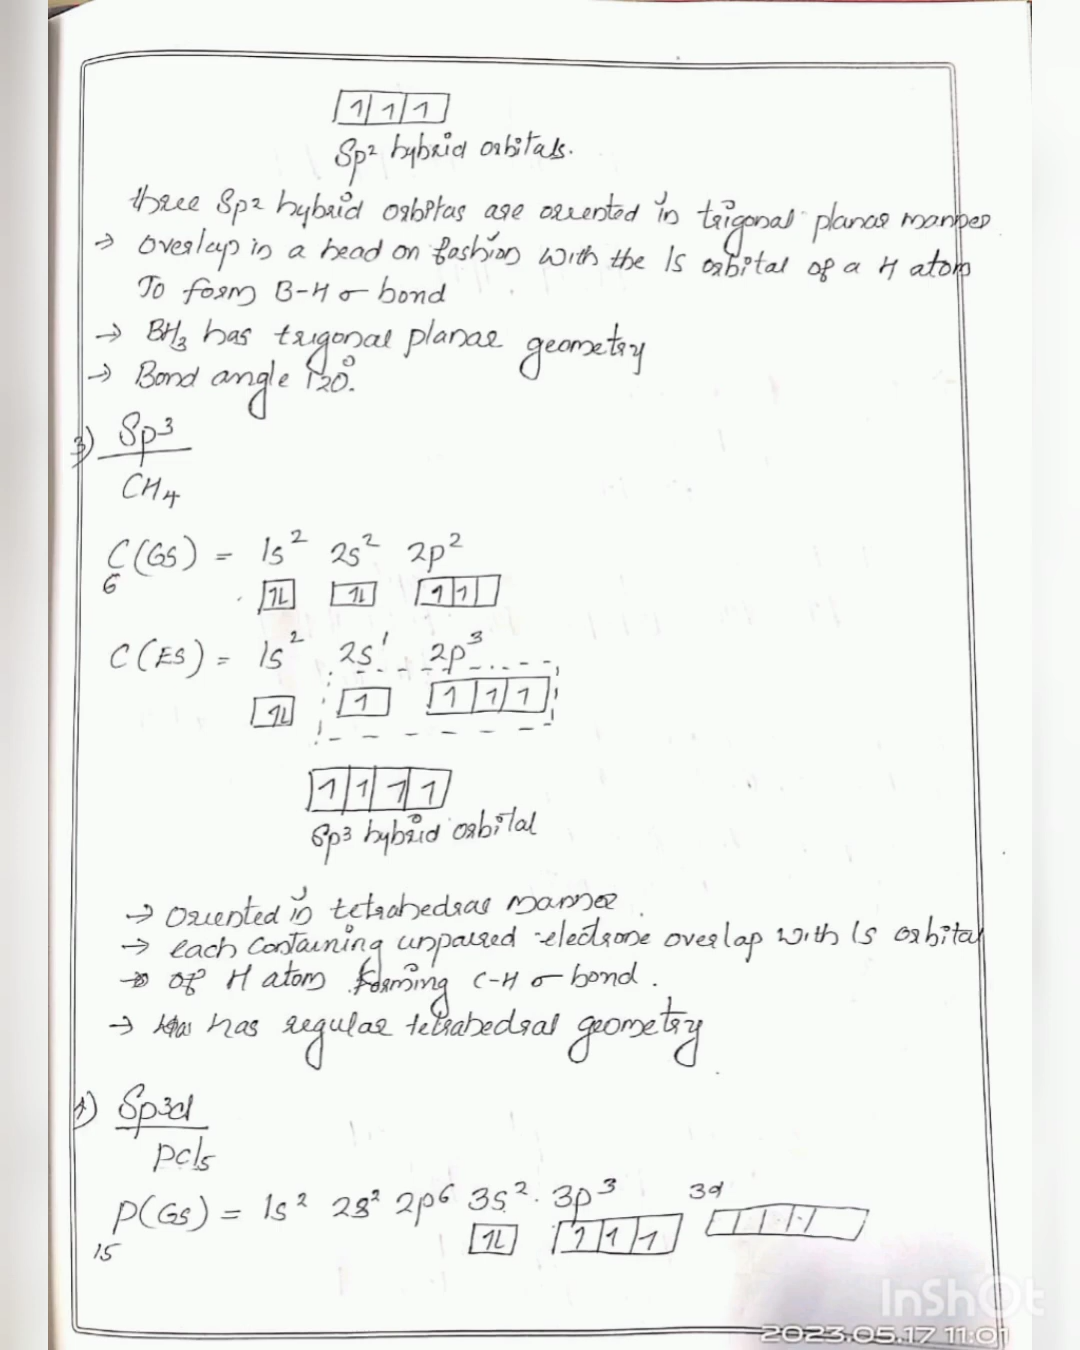 1 1 1
Sp² hybrid orbitals.
three Sp2 hybrid orbitas are oriented in trigonal planar manner
→ overlap in a head on fashion with the 1s orbital of a H atom
To form B-H σ bond
→ BH₃ has trigonal planar geometry
→ Bond angle 120°.
3) Sp³
CH₄
C(GS) = 1s² 2s² 2p²
6
1L 1L 1 1
C(ES) = 1s² 2s¹ 2p³
1L 1 1 1 1
1 1 1 1
Sp3 hybrid orbital
→ Oriented in tetrahedral manner
→ each containing unpaired electrone overlap with 1s orbital
→ of H atom forming C-H σ bond.
→ has regular tetrahedral geometry
4) Sp3d
PCl₅
P(GS) = 1s² 2s² 2p6 3s². 3p³ 3d
15
1L 1 1 1
InShOt
2023.05.17 11:01